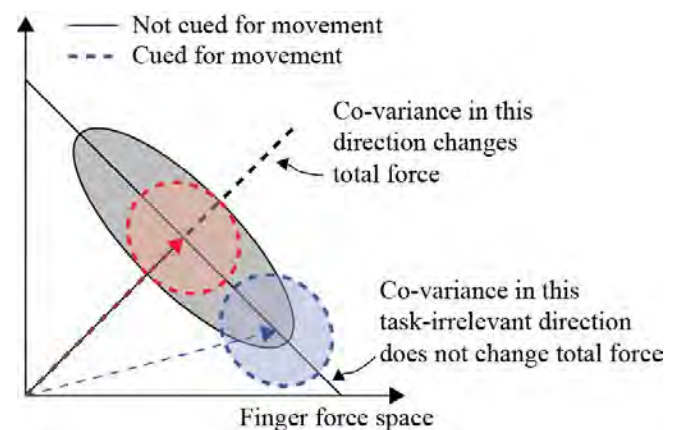 Not cued for movement
Cued for movement
Co-variance in this
direction changes
total force
Co-variance in this
task-irrelevant direction
does not change total force
Finger force space